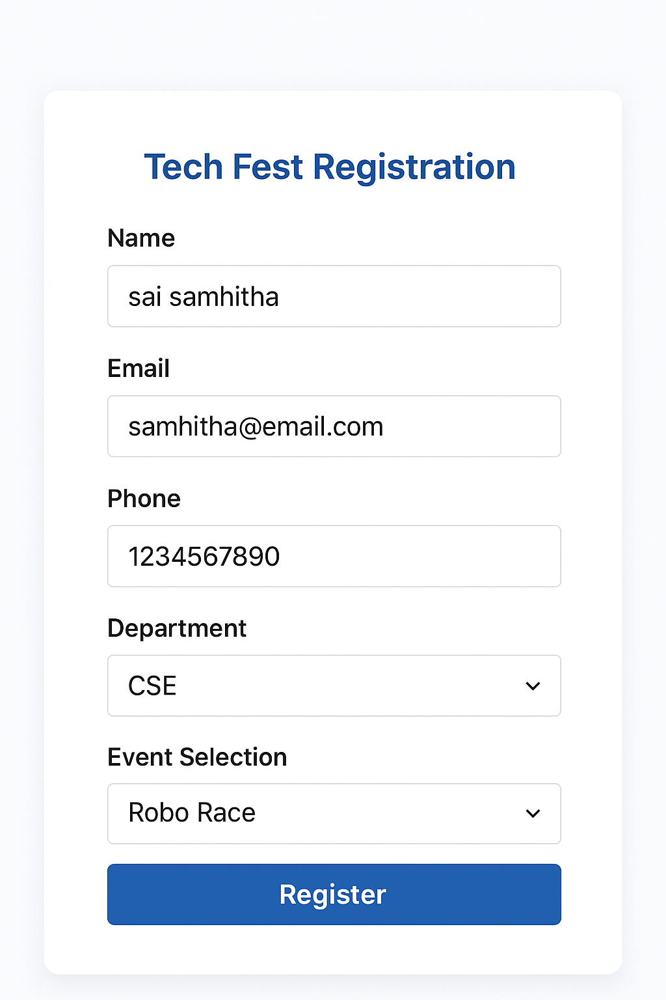 Tech Fest Registration
Name
sai samhitha
Email
samhitha@email.com
Phone
1234567890
Department
CSE
Event Selection
Robo Race
Register